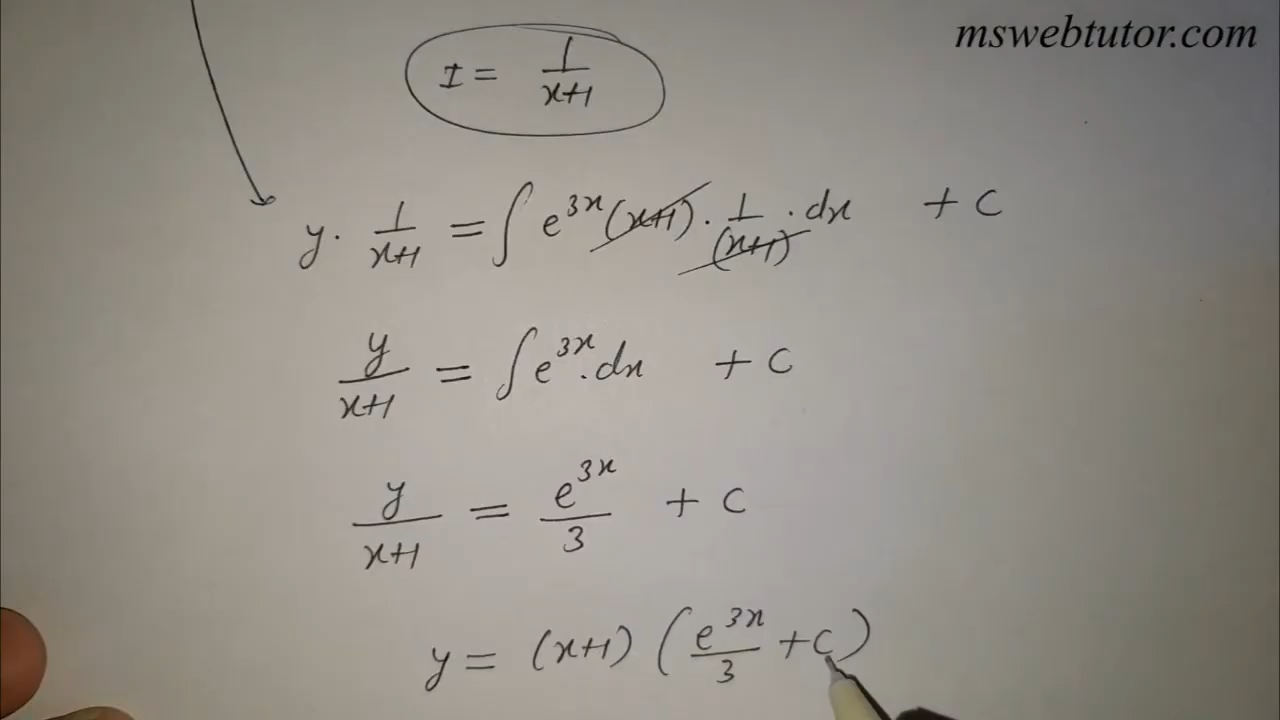 mswebtutor.com
I = 1/(x+1)
y · 1/(x+1) = ∫ e^{3x} (x+1) · 1/(x+1) · dx + C
y/(x+1) = ∫ e^{3x} · dx + C
y/(x+1) = e^{3x}/3 + C
y = (x+1) (e^{3x}/3 + C)